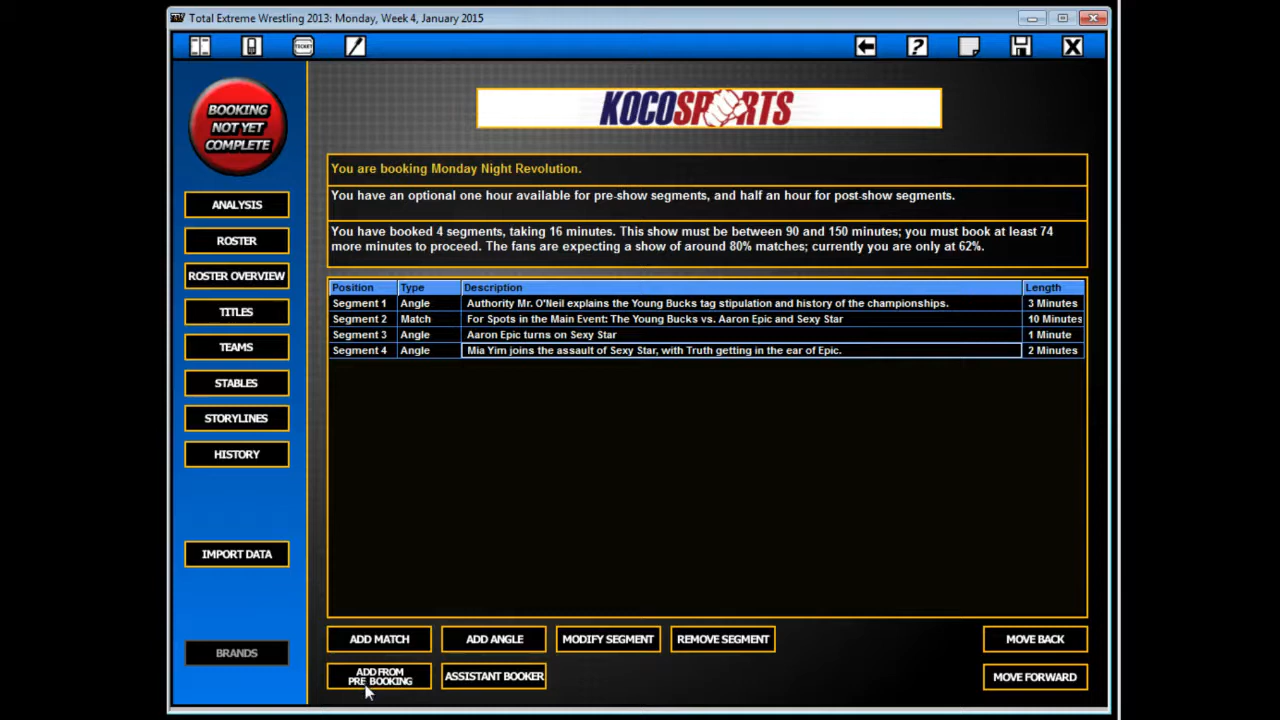 Total Extreme Wrestling 2013: Monday, Week 4, January 2015
TICKET
?
BOOKING
NOT YET
COMPLETE
KOCOSPORTS
You are booking Monday Night Revolution.
You have an optional one hour available for pre-show segments, and half an hour for post-show segments.
You have booked 4 segments, taking 16 minutes. This show must be between 90 and 150 minutes; you must book at least 74
more minutes to proceed. The fans are expecting a show of around 80% matches; currently you are only at 62%.
ANALYSIS
ROSTER
ROSTER OVERVIEW
TITLES
TEAMS
STABLES
STORYLINES
HISTORY
IMPORT DATA
BRANDS
Position Type Description Length
Segment 1 Angle Authority Mr. O'Neil explains the Young Bucks tag stipulation and history of the championships. 3 Minutes
Segment 2 Match For Spots in the Main Event: The Young Bucks vs. Aaron Epic and Sexy Star 10 Minutes
Segment 3 Angle Aaron Epic turns on Sexy Star 1 Minute
Segment 4 Angle Mia Yim joins the assault of Sexy Star, with Truth getting in the ear of Epic. 2 Minutes
ADD MATCH ADD ANGLE MODIFY SEGMENT REMOVE SEGMENT MOVE BACK
ADD FROM
PRE BOOKING
ASSISTANT BOOKER MOVE FORWARD